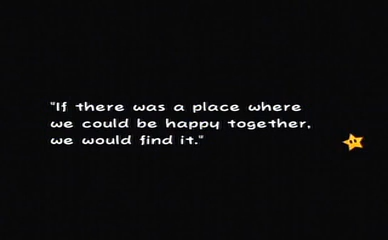 "If there was a place where
we could be happy together,
we would find it."